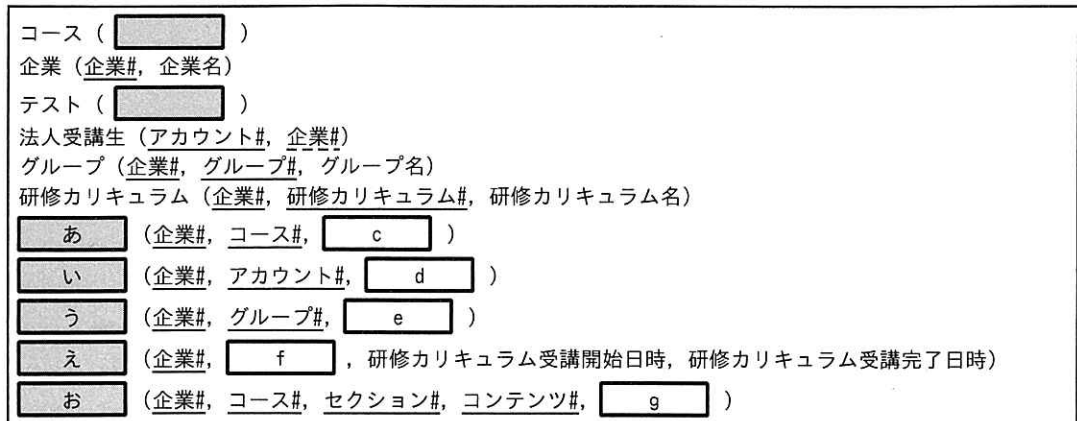 コース（　　　）
企業（企業#，企業名）
テスト（　　　）
法人受講生（アカウント#，企業#）
グループ（企業#，グループ#，グループ名）
研修カリキュラム（企業#，研修カリキュラム#，研修カリキュラム名）
あ（企業#，コース#， c ）
い（企業#，アカウント#， d ）
う（企業#，グループ#， e ）
え（企業#， f ，研修カリキュラム受講開始日時，研修カリキュラム受講完了日時）
お（企業#，コース#，セクション#，コンテンツ#， g ）